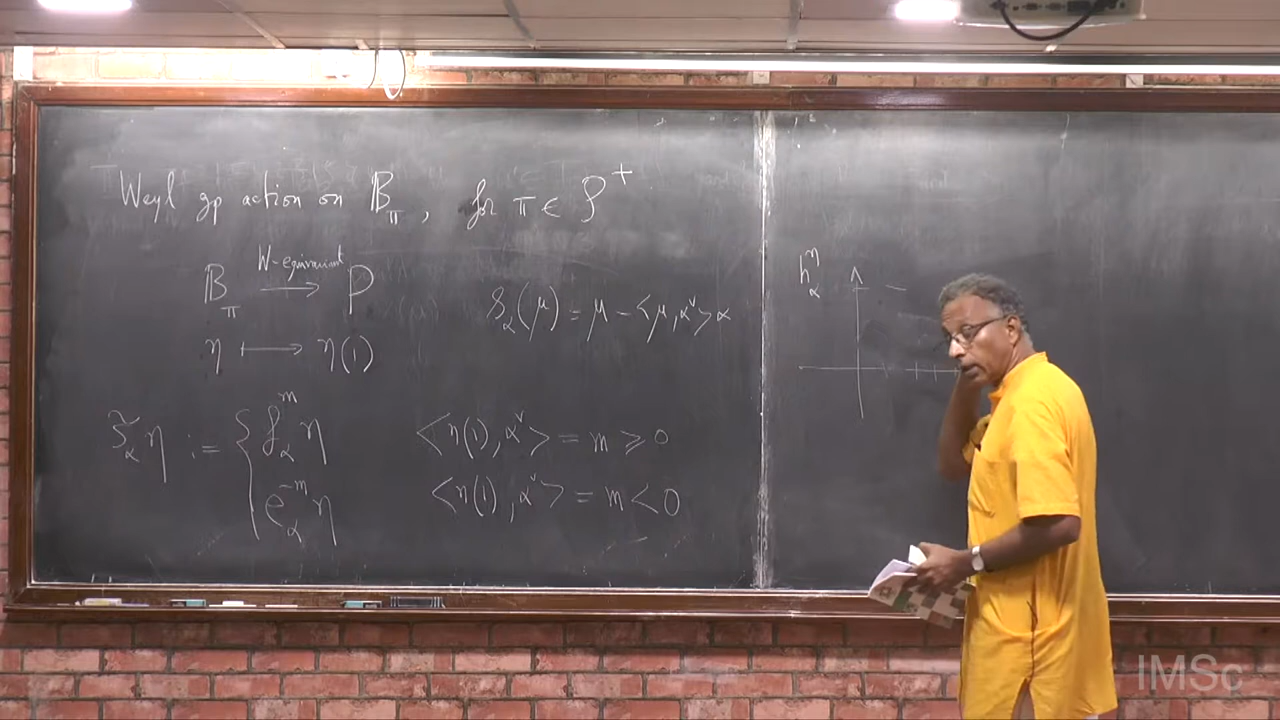 Weyl gp action on 𝔹_π, for π ∈ 𝒫⁺
W-equivariant
𝔹_π ⟶ P
η ⟼ η(1)
s_α(μ) = μ - <μ, α^∨> α
s̃_α η := { f_α^m η <η(1), α^∨> = m ≥ 0
e_α^{-m} η <η(1), α^∨> = m < 0
h_α^η
IMSc